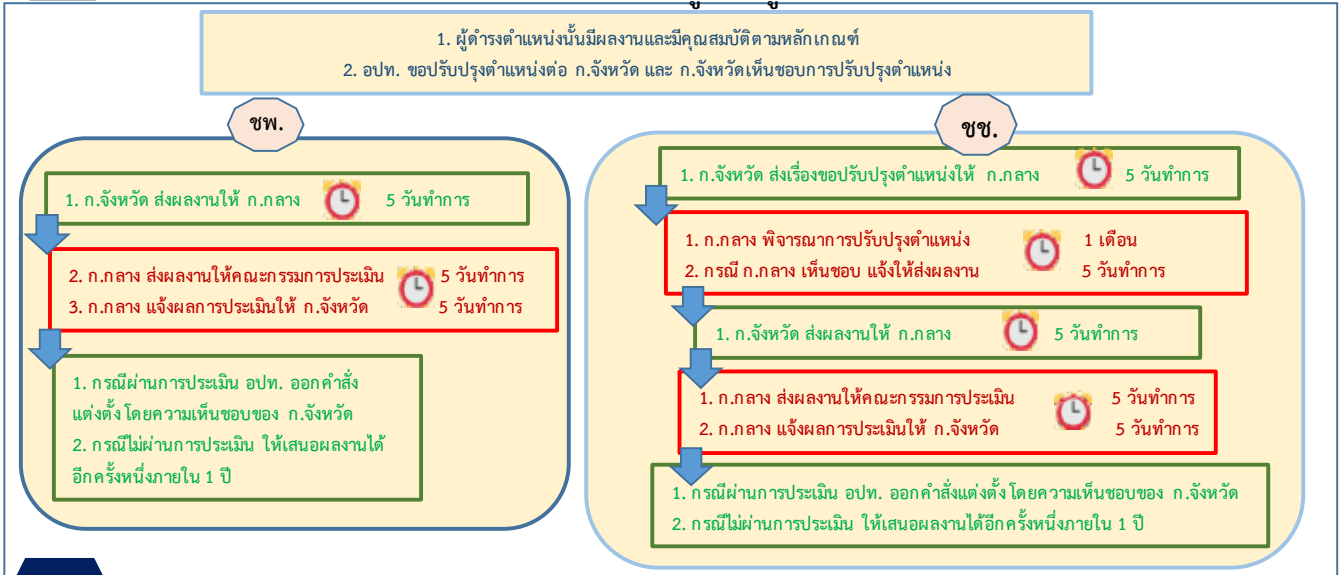 1. ผู้ดำรงตำแหน่งนั้นมีผลงานและมีคุณสมบัติตามหลักเกณฑ์
2. อปท. ขอปรับปรุงตำแหน่งต่อ ก.จังหวัด และ ก.จังหวัดเห็นชอบการปรับปรุงตำแหน่ง
ชพ.
1. ก.จังหวัด ส่งผลงานให้ ก.กลาง 5 วันทำการ
2. ก.กลาง ส่งผลงานให้คณะกรรมการประเมิน 5 วันทำการ
3. ก.กลาง แจ้งผลการประเมินให้ ก.จังหวัด 5 วันทำการ
1. กรณีผ่านการประเมิน อปท. ออกคำสั่ง
แต่งตั้ง โดยความเห็นชอบของ ก.จังหวัด
2. กรณีไม่ผ่านการประเมิน ให้เสนอผลงานได้
อีกครั้งหนึ่งภายใน 1 ปี
ชช.
1. ก.จังหวัด ส่งเรื่องขอปรับปรุงตำแหน่งให้ ก.กลาง 5 วันทำการ
1. ก.กลาง พิจารณาการปรับปรุงตำแหน่ง 1 เดือน
2. กรณี ก.กลาง เห็นชอบ แจ้งให้ส่งผลงาน 5 วันทำการ
1. ก.จังหวัด ส่งผลงานให้ ก.กลาง 5 วันทำการ
1. ก.กลาง ส่งผลงานให้คณะกรรมการประเมิน 5 วันทำการ
2. ก.กลาง แจ้งผลการประเมินให้ ก.จังหวัด 5 วันทำการ
1. กรณีผ่านการประเมิน อปท. ออกคำสั่งแต่งตั้ง โดยความเห็นชอบของ ก.จังหวัด
2. กรณีไม่ผ่านการประเมิน ให้เสนอผลงานได้อีกครั้งหนึ่งภายใน 1 ปี